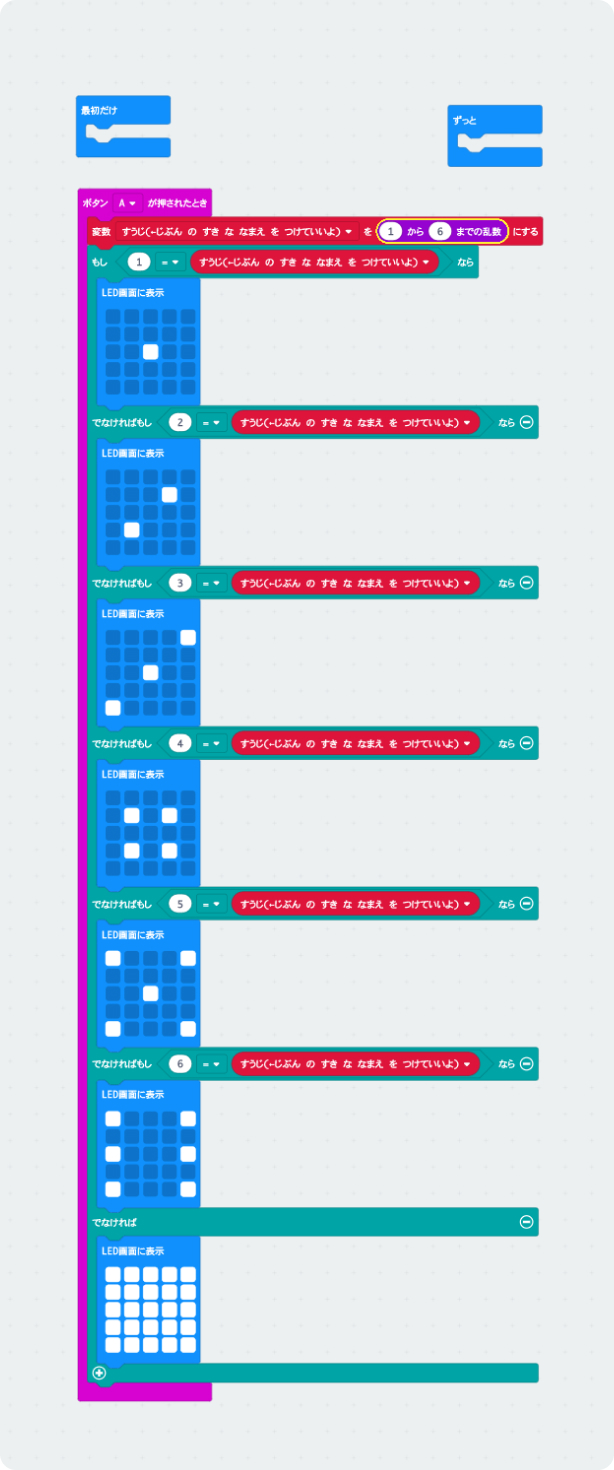 最初だけ
ずっと
ボタン A が押されたとき
変数 すうじ(←じぶん の すき な なまえ を つけていいよ) を 1 から 6 までの乱数 にする
もし 1 = すうじ(←じぶん の すき な なまえ を つけていいよ) なら
LED画面に表示
でなければもし 2 = すうじ(←じぶん の すき な なまえ を つけていいよ) なら
LED画面に表示
でなければもし 3 = すうじ(←じぶん の すき な なまえ を つけていいよ) なら
LED画面に表示
でなければもし 4 = すうじ(←じぶん の すき な なまえ を つけていいよ) なら
LED画面に表示
でなければもし 5 = すうじ(←じぶん の すき な なまえ を つけていいよ) なら
LED画面に表示
でなければもし 6 = すうじ(←じぶん の すき な なまえ を つけていいよ) なら
LED画面に表示
でなければ
LED画面に表示